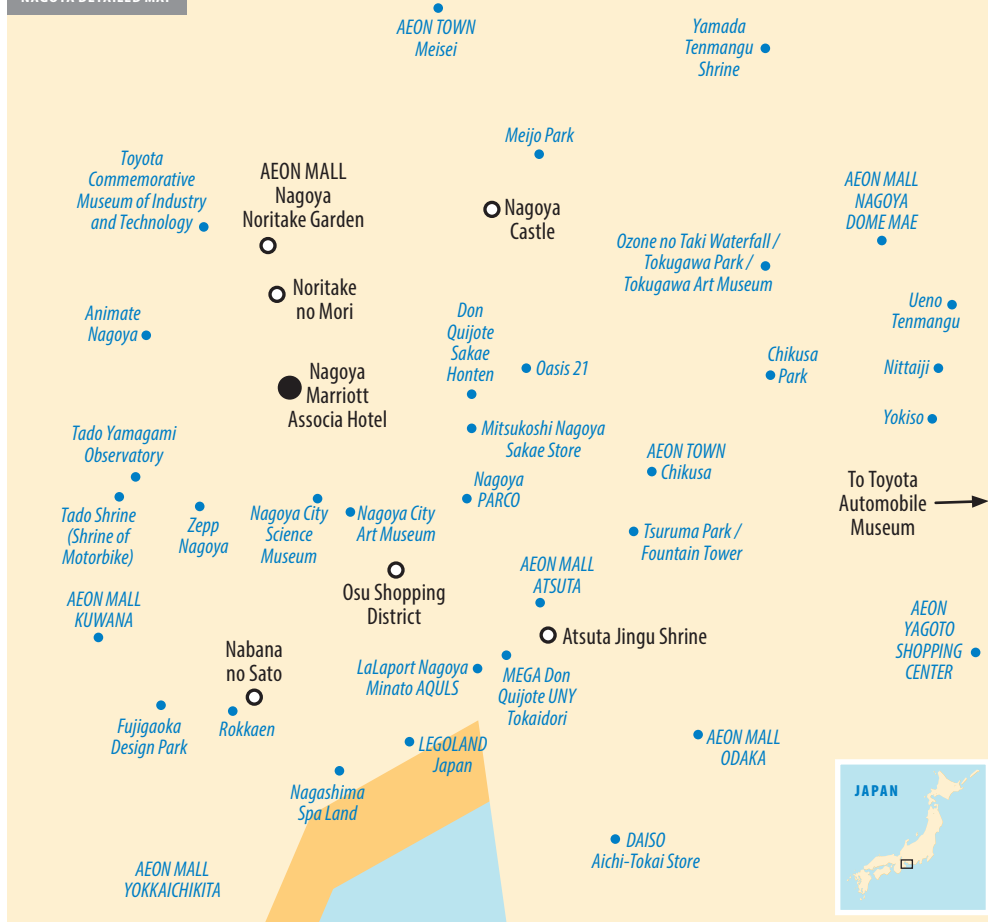 NAGOYA DETAILED MAP
AEON TOWN
Meisei
Yamada
Tenmangu
Shrine
Meijo Park
Toyota
Commemorative
Museum of Industry
and Technology
AEON MALL
Nagoya
Noritake Garden
Nagoya
Castle
AEON MALL
NAGOYA
DOME MAE
Ozone no Taki Waterfall /
Tokugawa Park /
Tokugawa Art Museum
Noritake
no Mori
Ueno
Tenmangu
Animate
Nagoya
Don
Quijote
Sakae
Honten
Oasis 21
Chikusa
Park
Nittaiji
Nagoya
Marriott
Associa Hotel
Yokiso
Mitsukoshi Nagoya
Sakae Store
Tado Yamagami
Observatory
AEON TOWN
Chikusa
Nagoya
PARCO
To Toyota
Automobile
Museum
Tado Shrine
(Shrine of
Motorbike)
Zepp
Nagoya
Nagoya City
Science
Museum
Nagoya City
Art Museum
Tsuruma Park /
Fountain Tower
AEON MALL
ATSUTA
Osu Shopping
District
AEON MALL
KUWANA
Atsuta Jingu Shrine
AEON
YAGOTO
SHOPPING
CENTER
Nabana
no Sato
LaLaport Nagoya
Minato AQULS
MEGA Don
Quijote UNY
Tokaidori
Fujigaoka
Design Park
Rokkaen
LEGOLAND
Japan
AEON MALL
ODAKA
Nagashima
Spa Land
JAPAN
DAISO
Aichi-Tokai Store
AEON MALL
YOKKAICHIKITA